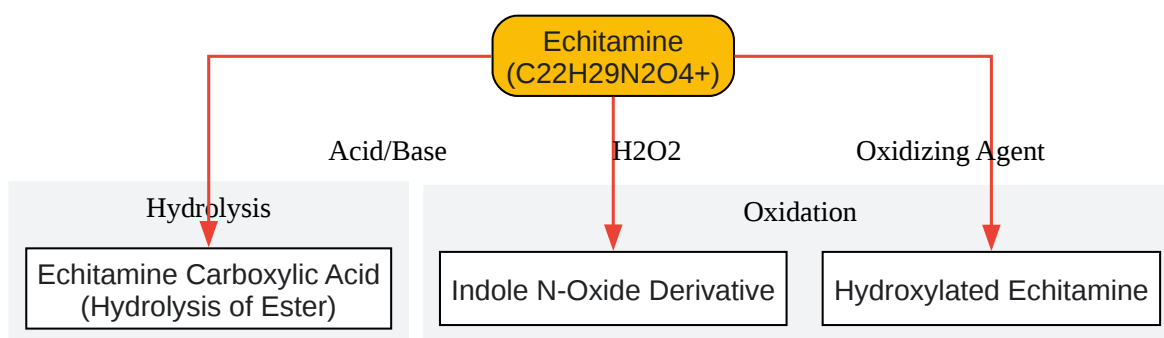 Echitamine
(C22H29N2O4+)
Acid/Base
H2O2
Oxidizing Agent
Hydrolysis
Oxidation
Echitamine Carboxylic Acid
(Hydrolysis of Ester)
Indole N-Oxide Derivative
Hydroxylated Echitamine